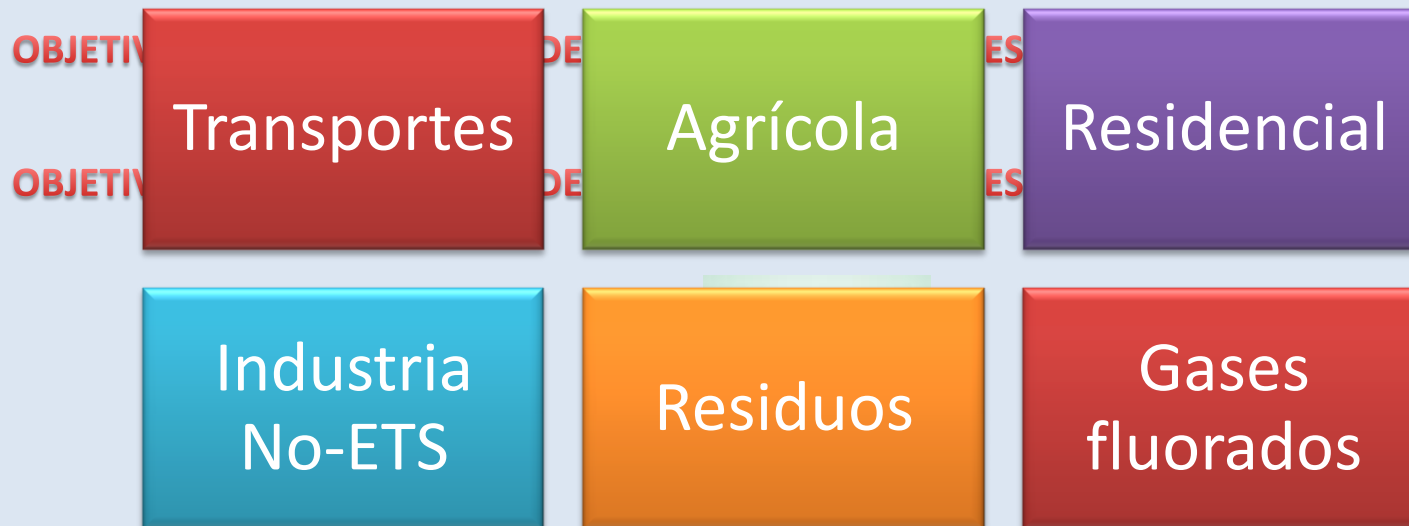 Transportes
Agrícola
Residencial
Industria
No-ETS
Residuos
Gases
fluorados